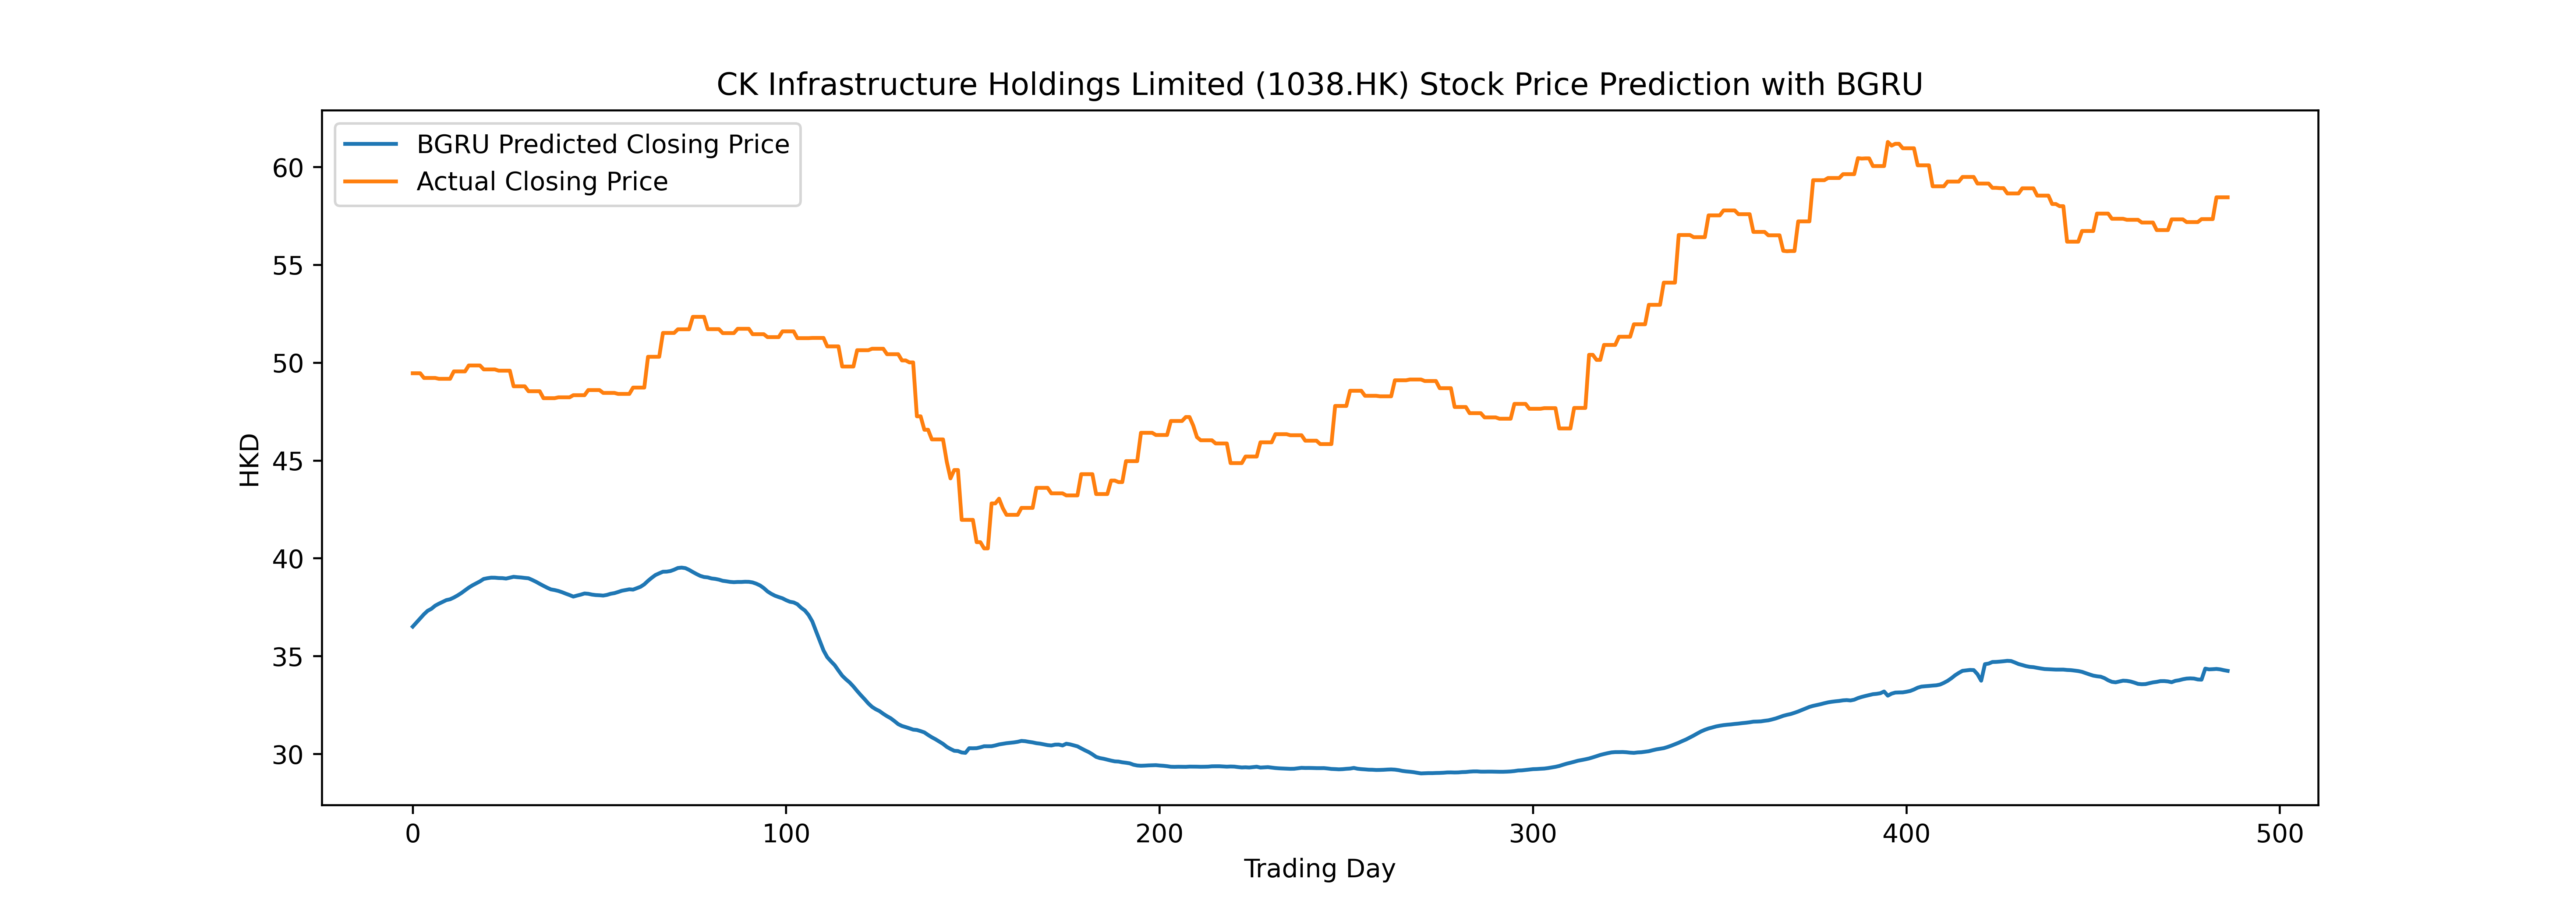 CK Infrastructure Holdings Limited (1038.HK) Stock Price Prediction with BGRU
BGRU Predicted Closing Price
Actual Closing Price
60
55
50
45
40
35
30
HKD
0 100 200 300 400 500
Trading Day